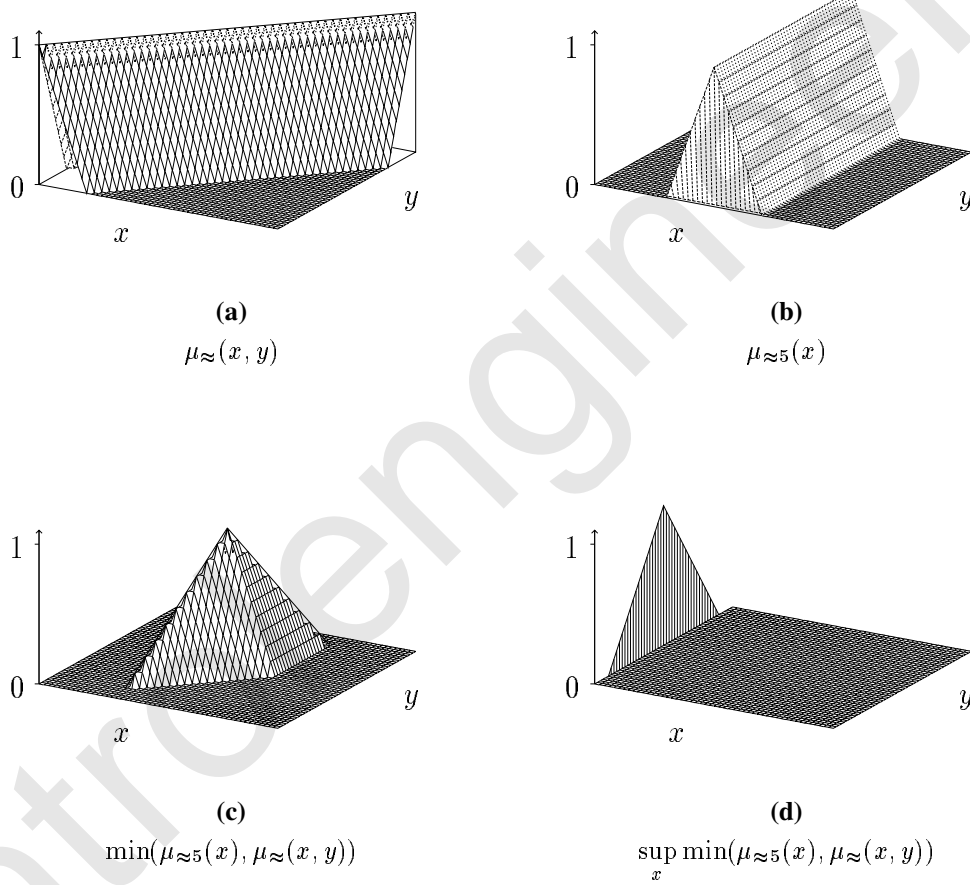 1
0
x
y
(a)
μ≈(x, y)
1
0
x
y
(b)
μ≈5(x)
1
0
x
y
(c)
min(μ≈5(x), μ≈(x, y))
1
0
x
y
(d)
sup min(μ≈5(x), μ≈(x, y))
x